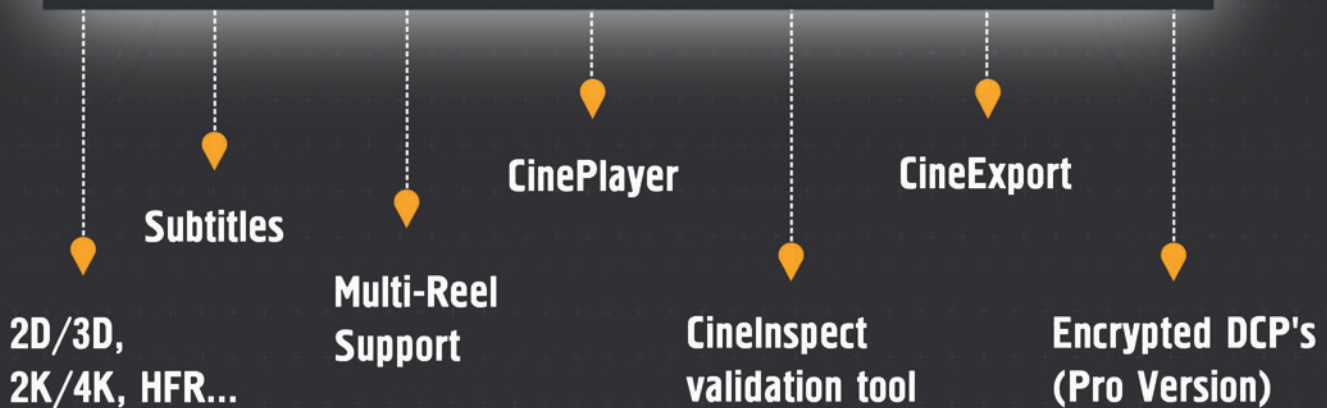 2D/3D,
2K/4K, HFR...
Subtitles
Multi-Reel
Support
CinePlayer
CineInspect
validation tool
CineExport
Encrypted DCP's
(Pro Version)